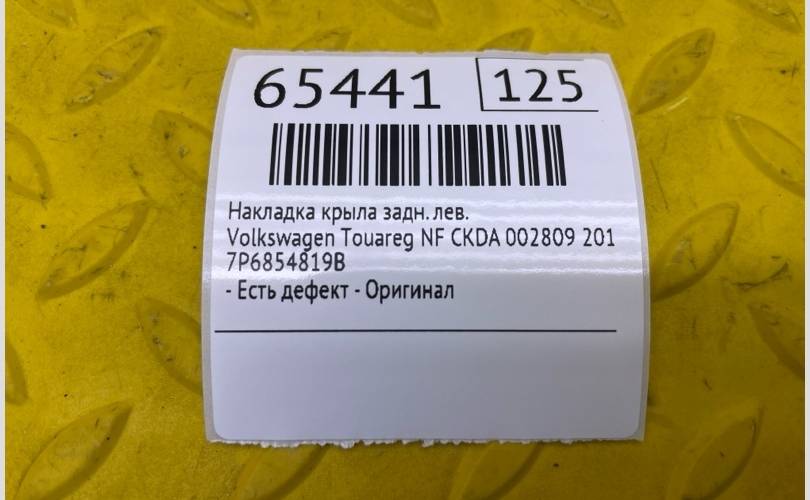 65441 125
Накладка крыла задн. лев.
Volkswagen Touareg NF CKDA 002809 201
7P6854819B
- Есть дефект - Оригинал